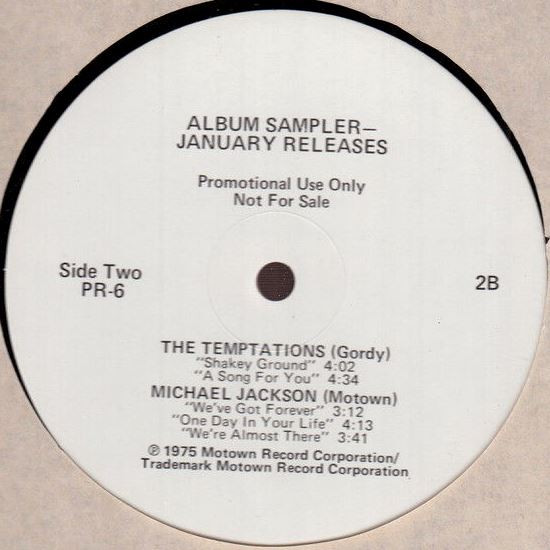 ALBUM SAMPLER—
JANUARY RELEASES
Promotional Use Only
Not For Sale
Side Two
PR-6
2B
THE TEMPTATIONS (Gordy)
"Shakey Ground" 4:02
"A Song For You" 4:34
MICHAEL JACKSON (Motown)
"We've Got Forever" 3:12
"One Day In Your Life" 4:13
"We're Almost There" 3:41
℗ 1975 Motown Record Corporation/
Trademark Motown Record Corporation